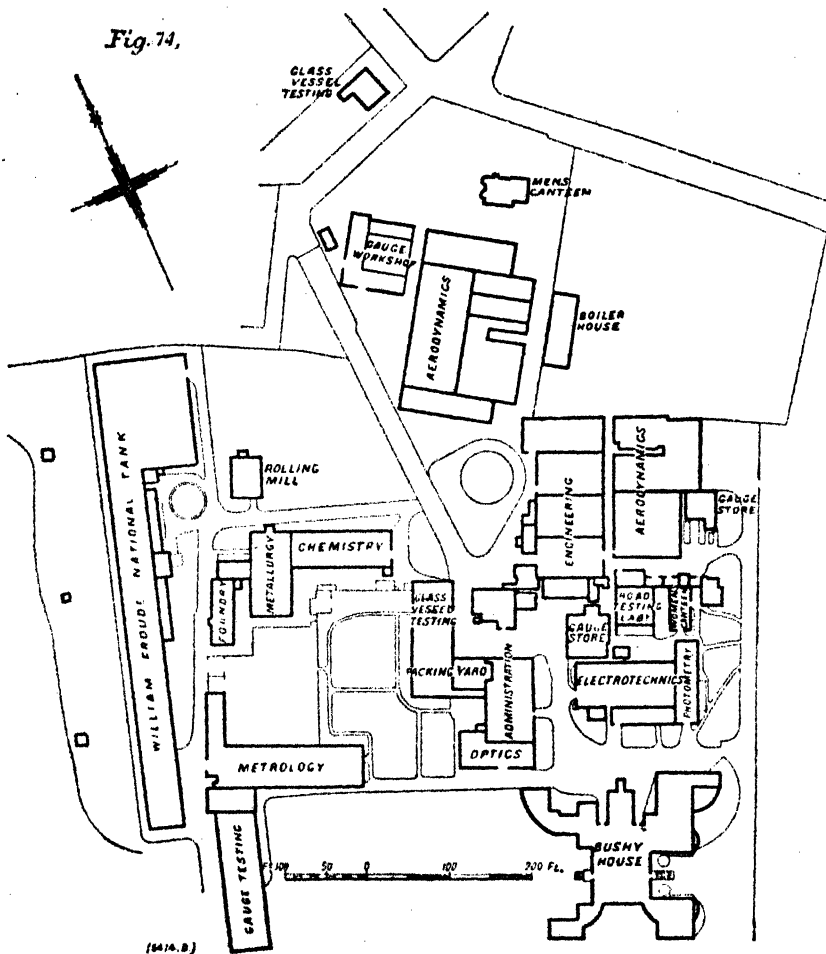 Fig. 74,
GLASS
VESSEL
TESTING
MENS
CANTEEN
GAUGE
WORKSHOP
AERODYNAMICS
BOILER
HOUSE
WILLIAM FROUDE NATIONAL TANK
ROLLING
MILL
ENGINEERING
AERODYNAMICS
GAUGE
STORE
METALLURGY
CHEMISTRY
FOUNDRY
GLASS
VESSEL
TESTING
ROAD
TESTING
LABY
CANTEEN
GAUGE
STORE
PACKING YARD
ADMINISTRATION
ELECTROTECHNICS
PHOTOMETRY
OPTICS
METROLOGY
GAUGE TESTING
BUSHY
HOUSE
Ft 100 50 0 100 200 Ft.
(6414.B)